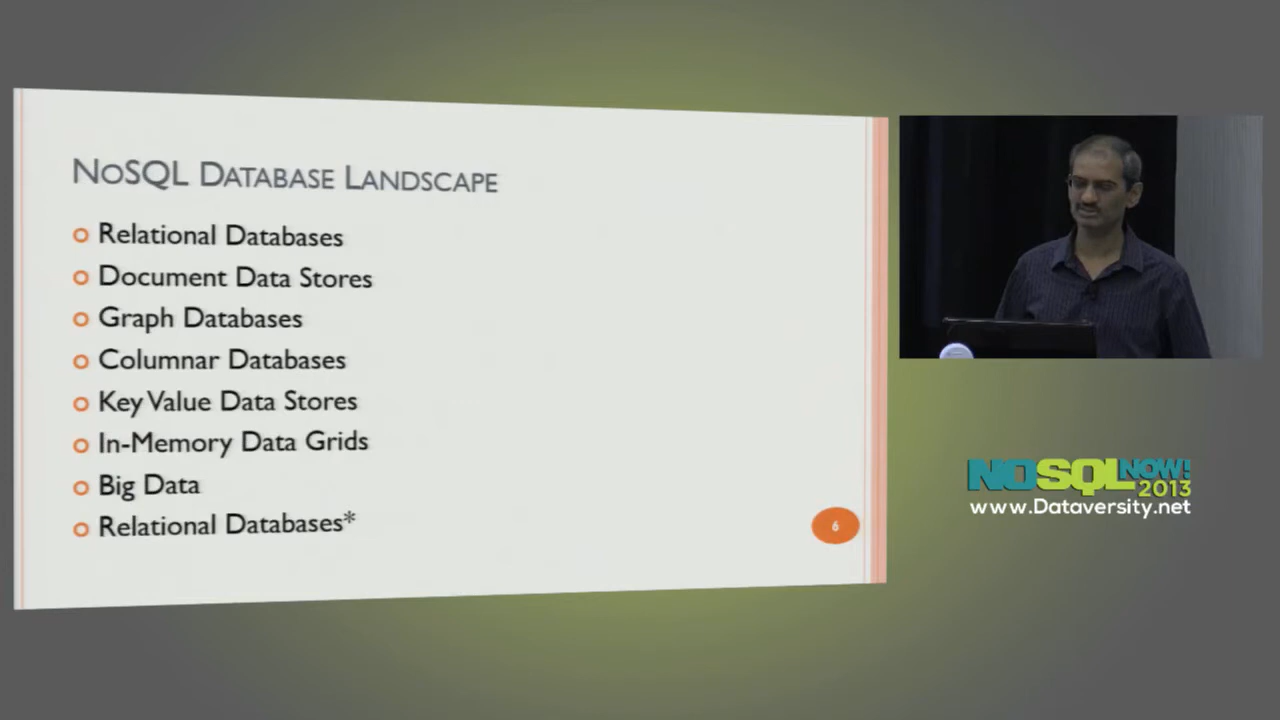 NoSQL Database Landscape
Relational Databases
Document Data Stores
Graph Databases
Columnar Databases
Key Value Data Stores
In-Memory Data Grids
Big Data
Relational Databases*
6
NOSQL NOW!
2013
www.Dataversity.net